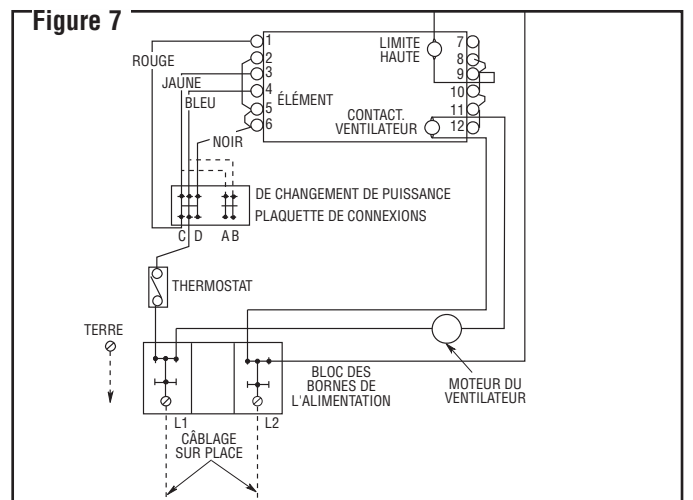 Figure 7
ROUGE
JAUNE
BLEU
NOIR
1
2
3
4
5
6
ÉLÉMENT
LIMITE
HAUTE
CONTACT.
VENTILATEUR
7
8
9
10
11
12
DE CHANGEMENT DE PUISSANCE
PLAQUETTE DE CONNEXIONS
C D A B
THERMOSTAT
TERRE
BLOC DES
BORNES DE
L'ALIMENTATION
MOTEUR DU
VENTILATEUR
L1 L2
CÂBLAGE
SUR PLACE